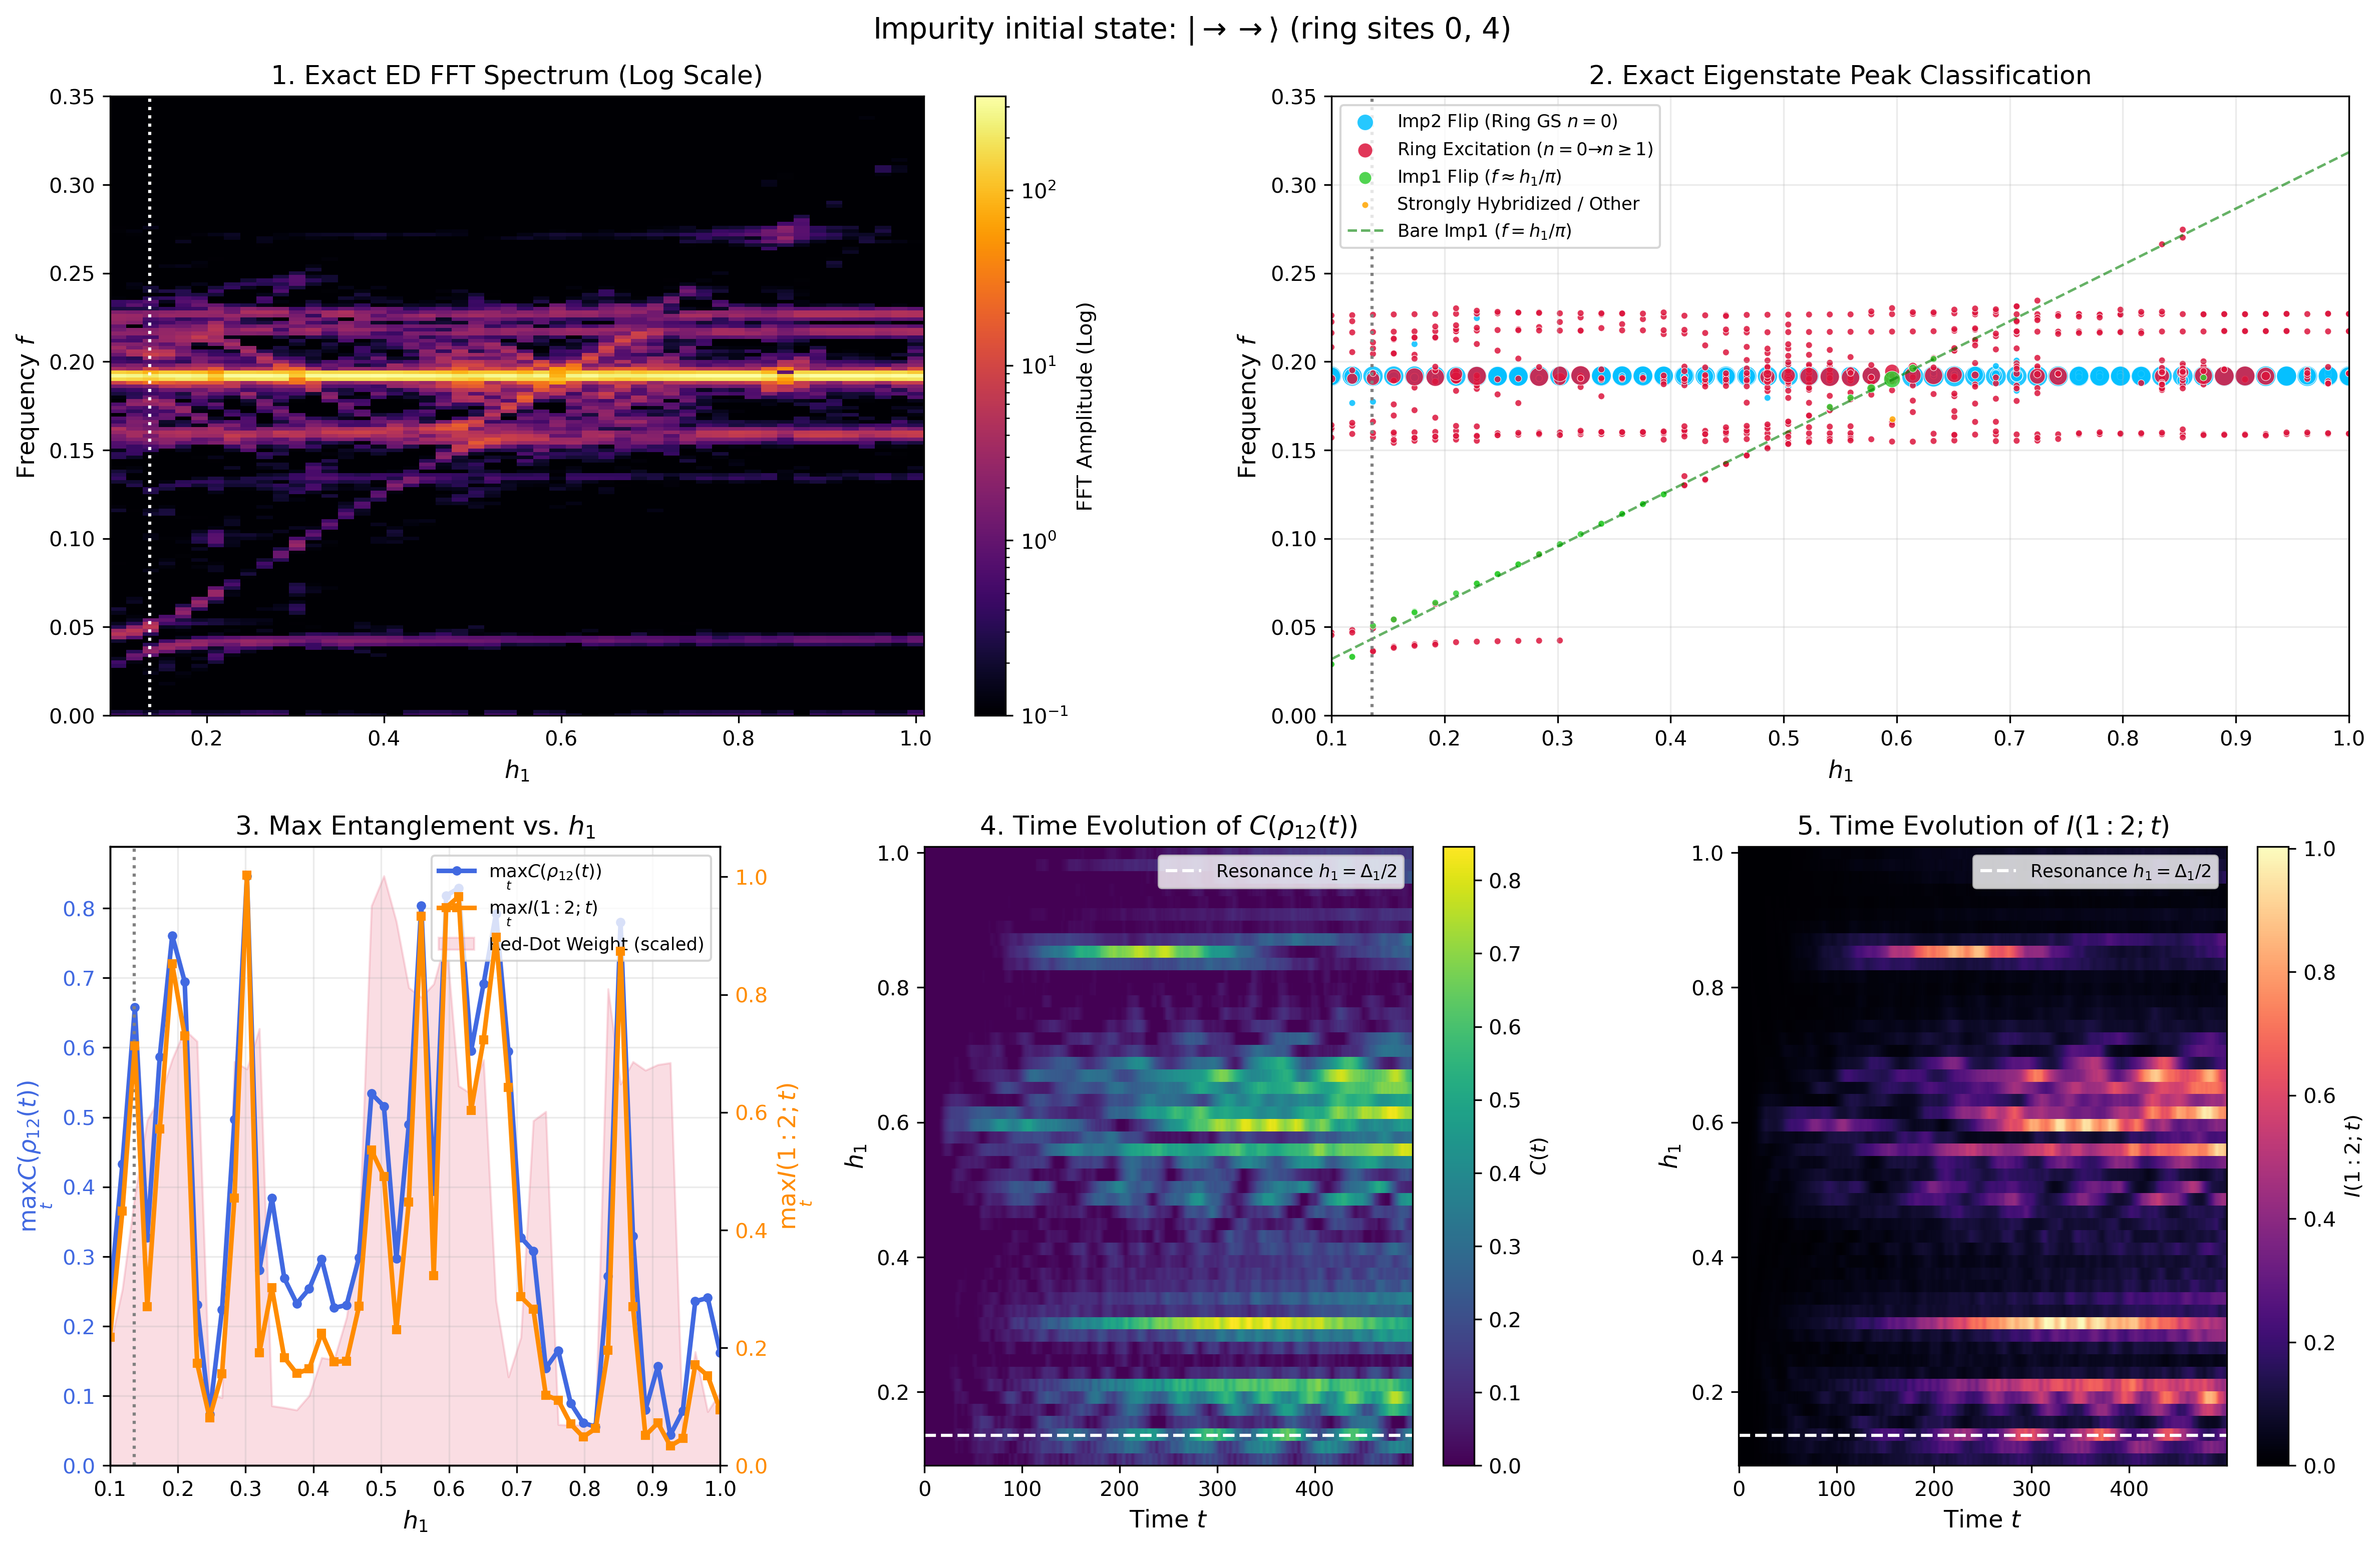 Impurity initial state: |→→⟩ (ring sites 0, 4)
1. Exact ED FFT Spectrum (Log Scale)
Frequency f
0.35
0.30
0.25
0.20
0.15
0.10
0.05
0.00
0.2
0.4
0.6
0.8
1.0
h₁
10²
10¹
10⁰
10⁻¹
FFT Amplitude (Log)
2. Exact Eigenstate Peak Classification
Frequency f
0.35
0.30
0.25
0.20
0.15
0.10
0.05
0.00
Imp2 Flip (Ring GS n = 0)
Ring Excitation (n = 0→n ≥ 1)
Imp1 Flip (f ≈ h₁/π)
Strongly Hybridized / Other
Bare Imp1 (f = h₁/π)
0.1
0.2
0.3
0.4
0.5
0.6
0.7
0.8
0.9
1.0
h₁
3. Max Entanglement vs. h₁
max C(ρ₁₂(t))
t
0.8
0.7
0.6
0.5
0.4
0.3
0.2
0.1
0.0
max C(ρ₁₂(t))
t
max I(1 : 2; t)
t
Red-Dot Weight (scaled)
1.0
0.8
0.6
0.4
0.2
0.0
max I(1 : 2; t)
t
0.1
0.2
0.3
0.4
0.5
0.6
0.7
0.8
0.9
1.0
h₁
4. Time Evolution of C(ρ₁₂(t))
h₁
1.0
0.8
0.6
0.4
0.2
Resonance h₁ = Δ₁/2
0
100
200
300
400
Time t
0.8
0.7
0.6
0.5
0.4
0.3
0.2
0.1
0.0
C(t)
5. Time Evolution of I(1 : 2; t)
h₁
1.0
0.8
0.6
0.4
0.2
Resonance h₁ = Δ₁/2
0
100
200
300
400
Time t
1.0
0.8
0.6
0.4
0.2
0.0
I(1 : 2; t)